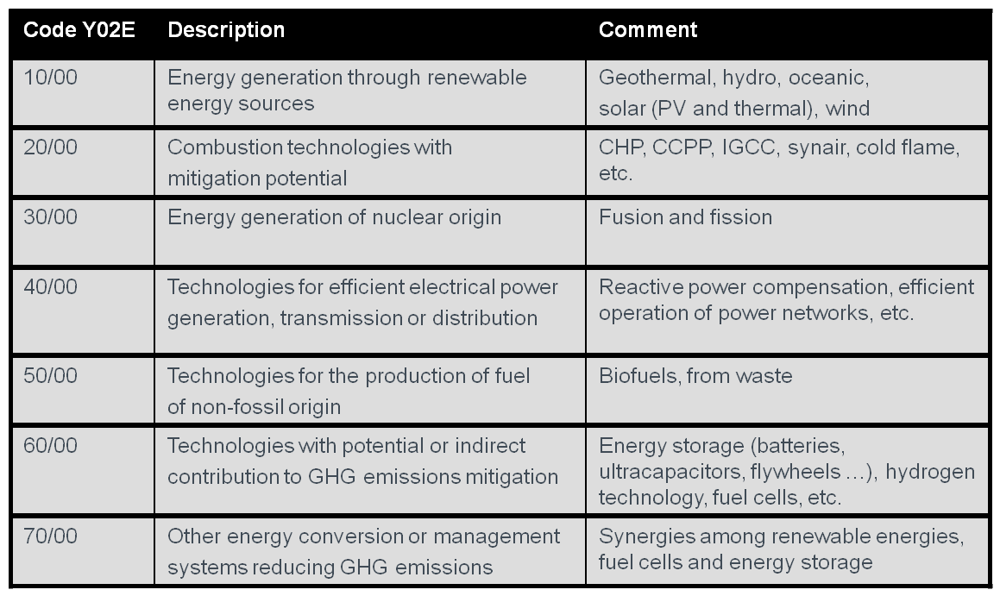 Code Y02E Description Comment
10/00 Energy generation through renewable energy sources Geothermal, hydro, oceanic, solar (PV and thermal), wind
20/00 Combustion technologies with mitigation potential CHP, CCPP, IGCC, synair, cold flame, etc.
30/00 Energy generation of nuclear origin Fusion and fission
40/00 Technologies for efficient electrical power generation, transmission or distribution Reactive power compensation, efficient operation of power networks, etc.
50/00 Technologies for the production of fuel of non-fossil origin Biofuels, from waste
60/00 Technologies with potential or indirect contribution to GHG emissions mitigation Energy storage (batteries, ultracapacitors, flywheels ...), hydrogen technology, fuel cells, etc.
70/00 Other energy conversion or management systems reducing GHG emissions Synergies among renewable energies, fuel cells and energy storage